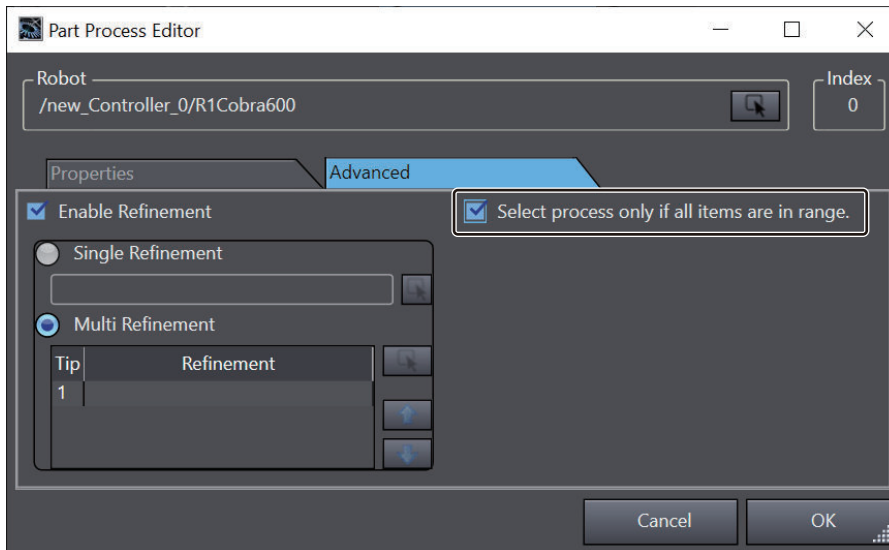 Part Process Editor
Robot
/new_Controller_0/R1Cobra600
Index
0
Properties
Advanced
Enable Refinement
Select process only if all items are in range.
Single Refinement
Multi Refinement
Tip Refinement
1
Cancel OK